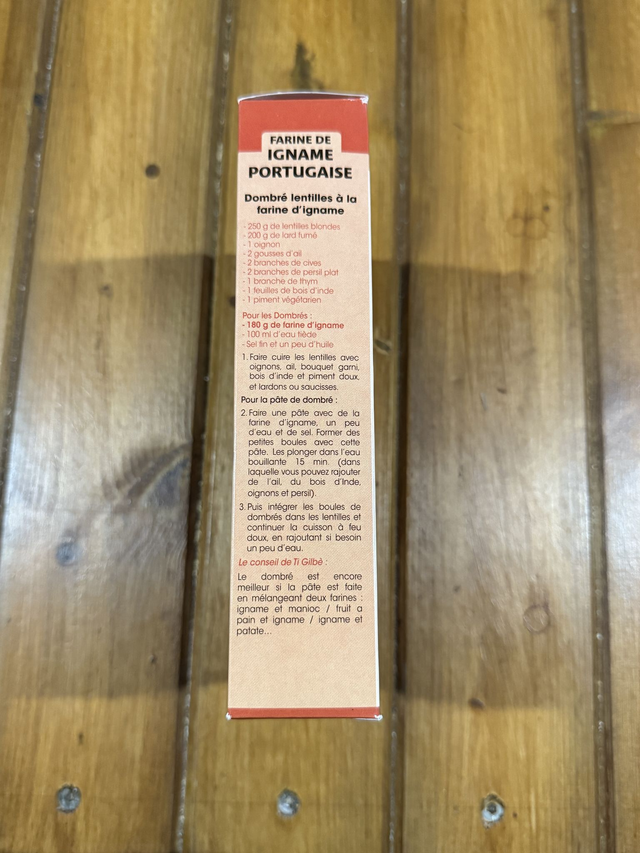 FARINE DE
IGNAME
PORTUGAISE
Dombré lentilles à la
farine d'igname
- 250 g de lentilles blondes
- 200 g de lard fumé
- 1 oignon
- 2 gousses d'ail
- 2 branches de cives
- 2 branches de persil plat
- 1 branche de thym
- 1 feuilles de bois d'inde
- 1 piment végétarien
Pour les Dombrés :
- 180 g de farine d'igname
- 100 ml d'eau tiède
- Sel fin et un peu d'huile
1. Faire cuire les lentilles avec
oignons, ail, bouquet garni,
bois d'inde et piment doux,
et lardons ou saucisses.
Pour la pâte de dombré :
2. Faire une pâte avec de la
farine d'igname, un peu
d'eau et de sel. Former des
petites boules avec cette
pâte. Les plonger dans l'eau
bouillante 15 min. (dans
laquelle vous pouvez rajouter
de l'ail, du bois d'Inde,
oignons et persil).
3. Puis intégrer les boules de
dombrés dans les lentilles et
continuer la cuisson à feu
doux, en rajoutant si besoin
un peu d'eau.
Le conseil de Ti Gilbè :
Le dombré est encore
meilleur si la pâte est faite
en mélangeant deux farines :
igname et manioc / fruit a
pain et igname / igname et
patate...